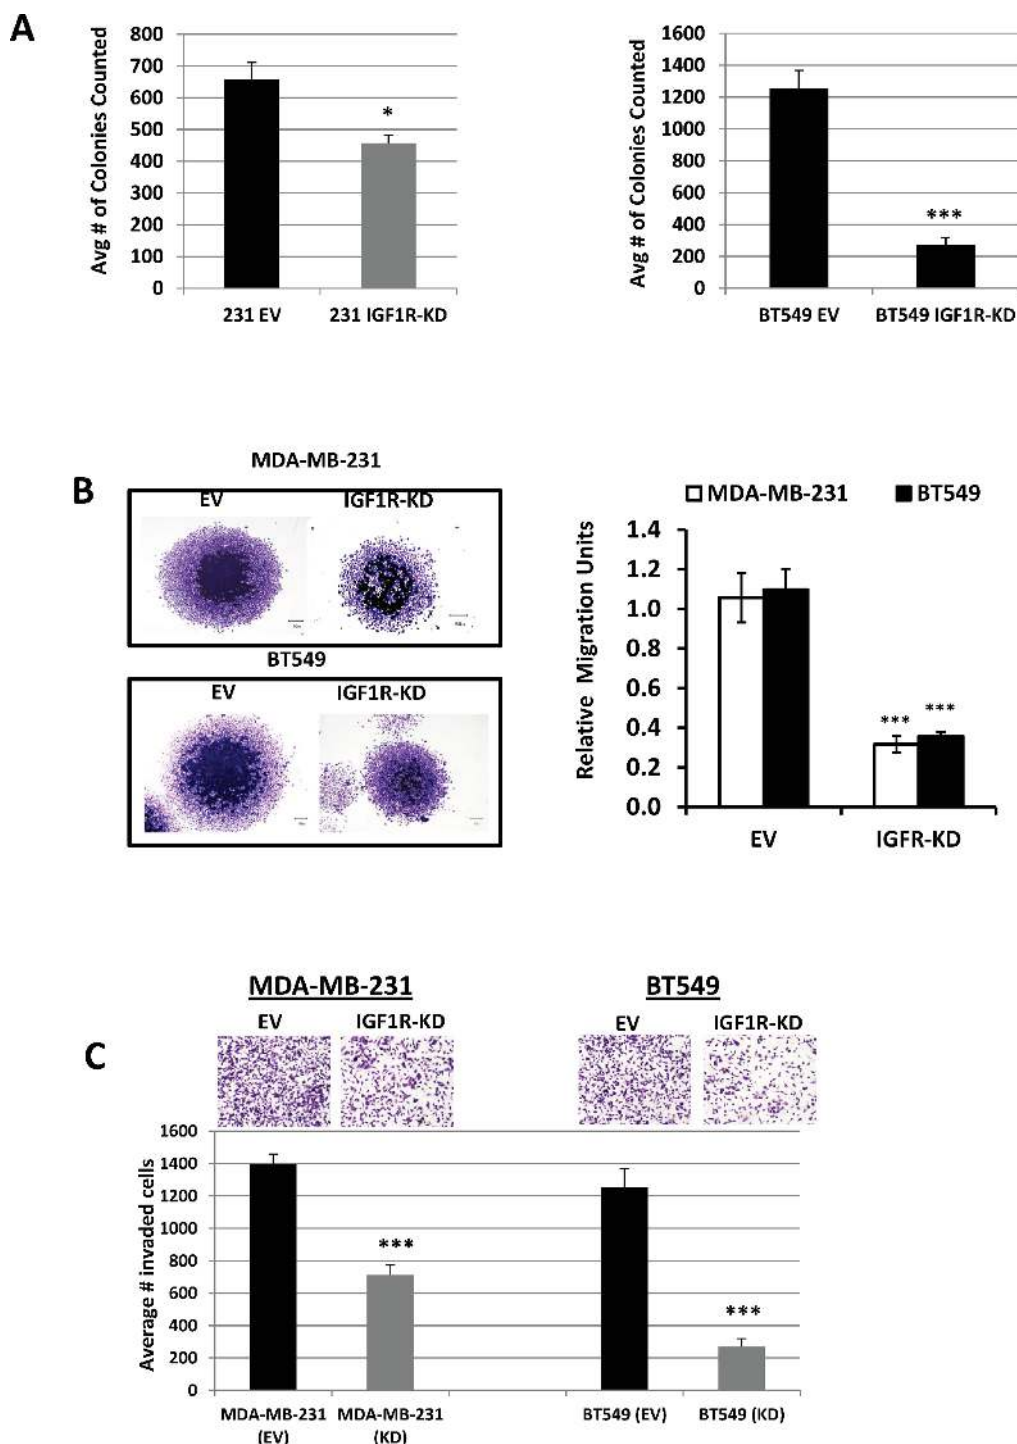 A
Avg # of Colonies Counted
800
700
600
500
400
300
200
100
0
*
231 EV
231 IGF1R-KD
Avg # of Colonies Counted
1600
1400
1200
1000
800
600
400
200
0
***
BT549 EV
BT549 IGF1R-KD
B
MDA-MB-231
EV
IGF1R-KD
BT549
EV
IGF1R-KD
MDA-MB-231
BT549
Relative Migration Units
1.4
1.2
1.0
0.8
0.6
0.4
0.2
0.0
*** ***
EV
IGFR-KD
C
MDA-MB-231
BT549
EV
IGF1R-KD
EV
IGF1R-KD
Average # invaded cells
1600
1400
1200
1000
800
600
400
200
0
***
***
MDA-MB-231
(EV)
MDA-MB-231
(KD)
BT549 (EV)
BT549 (KD)